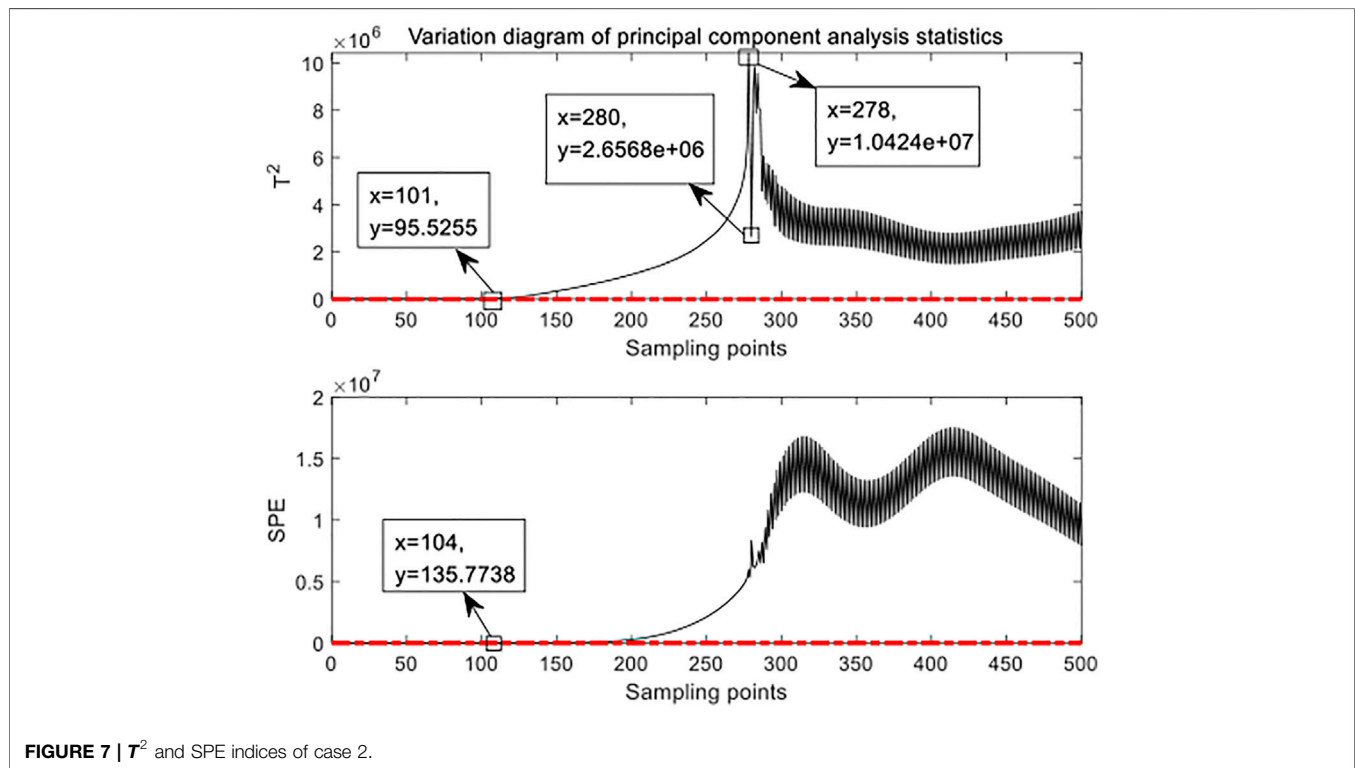 Variation diagram of principal component analysis statistics
×10^6
10
8
6
4
2
0
T^2
x=101,
y=95.5255
x=280,
y=2.6568e+06
x=278,
y=1.0424e+07
0 50 100 150 200 250 300 350 400 450 500
Sampling points
×10^7
2
1.5
1
0.5
0
SPE
x=104,
y=135.7738
0 50 100 150 200 250 300 350 400 450 500
Sampling points
FIGURE 7 | T^2 and SPE indices of case 2.